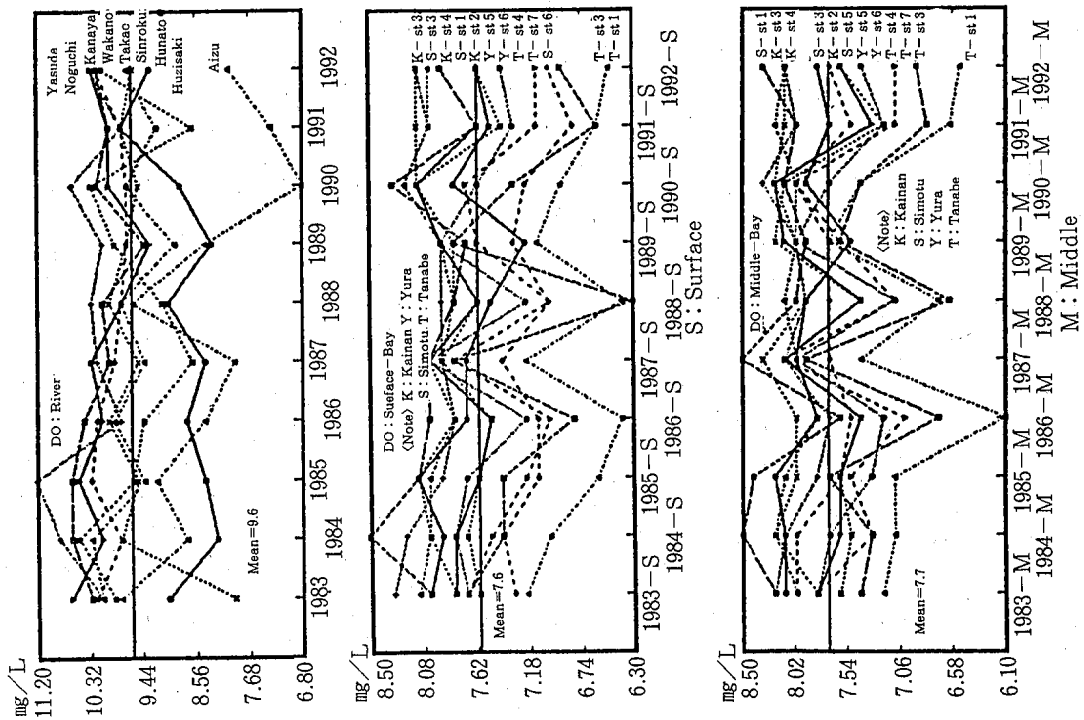 mg/L
11.20
10.32
9.44
8.56
7.68
6.80
DO : River
Mean=9.6
Yasuda
Noguchi
Kanaya
Wakano
Takac
Sinroku
Hunato
Huzisaki
Aizu
1983
1984
1985
1986
1987
1988
1989
1990
1991
1992
mg/L
8.50
8.08
7.62
7.18
6.74
6.30
DO : Sueface-Bay
<Note> K : Kainan Y : Yura
S : Simotu T : Tanabe
Mean=7.6
K-st3
S-st3
K-st4
S-st1
K-st2
Y-st5
Y-st6
T-st4
T-st7
S-st6
T-st3
T-st1
1983-S
1984-S
1985-S
1986-S
1987-S
1988-S
1989-S
1990-S
1991-S
1992-S
S : Surface
mg/L
8.50
8.02
7.54
7.06
6.58
6.10
DO : Middle-Bay
<Note>
K : Kainan
S : Simotu
Y : Yura
T : Tanabe
Mean=7.7
S-st1
K-st3
K-st4
S-st3
K-st2
S-st5
S-st6
Y-st6
T-st4
T-st7
T-st3
T-st1
1983-M
1984-M
1985-M
1986-M
1987-M
1988-M
1989-M
1990-M
1991-M
1992-M
M : Middle